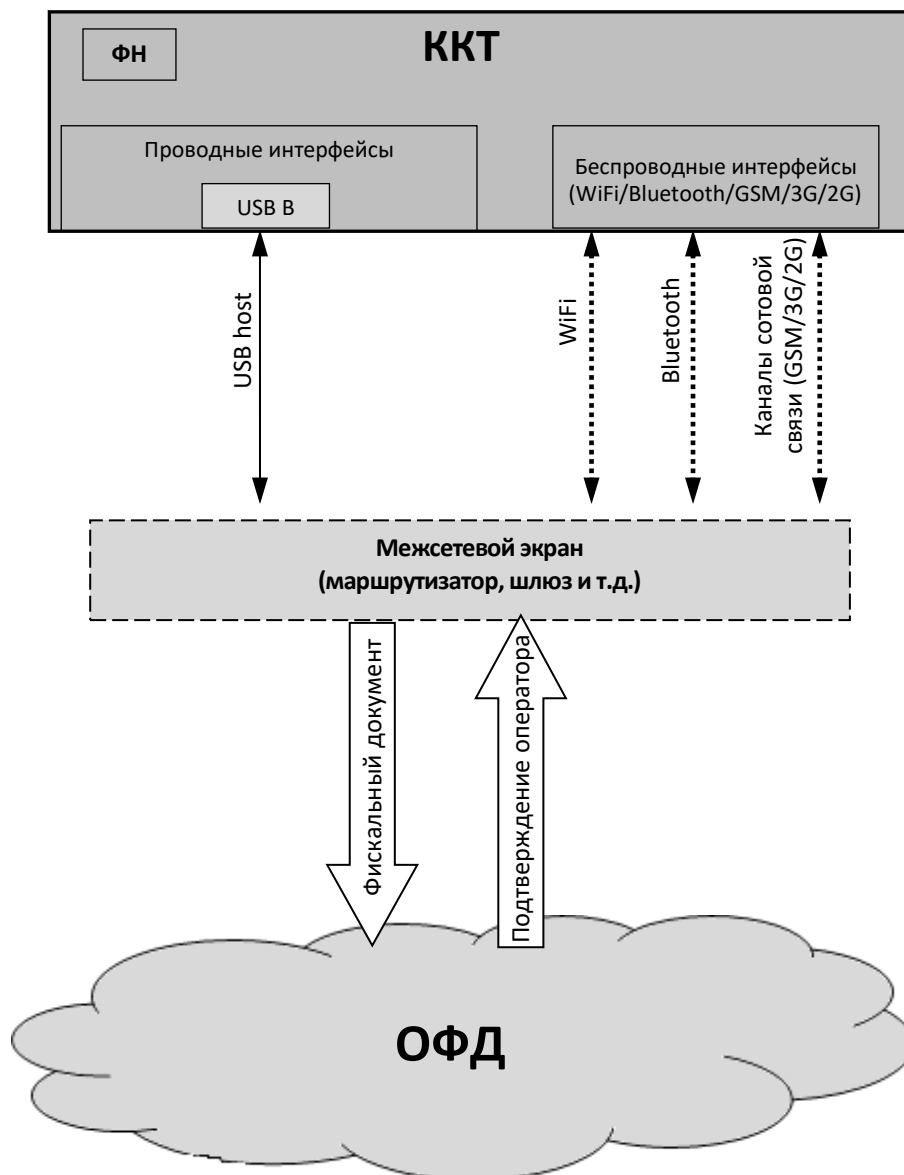 ФН
ККТ
Проводные интерфейсы
USB B
Беспроводные интерфейсы
(WiFi/Bluetooth/GSM/3G/2G)
USB host
WiFi
Bluetooth
Каналы сотовой
связи (GSM/3G/2G)
Межсетевой экран
(маршрутизатор, шлюз и т.д.)
Фискальный документ
Подтверждение оператора
ОФД